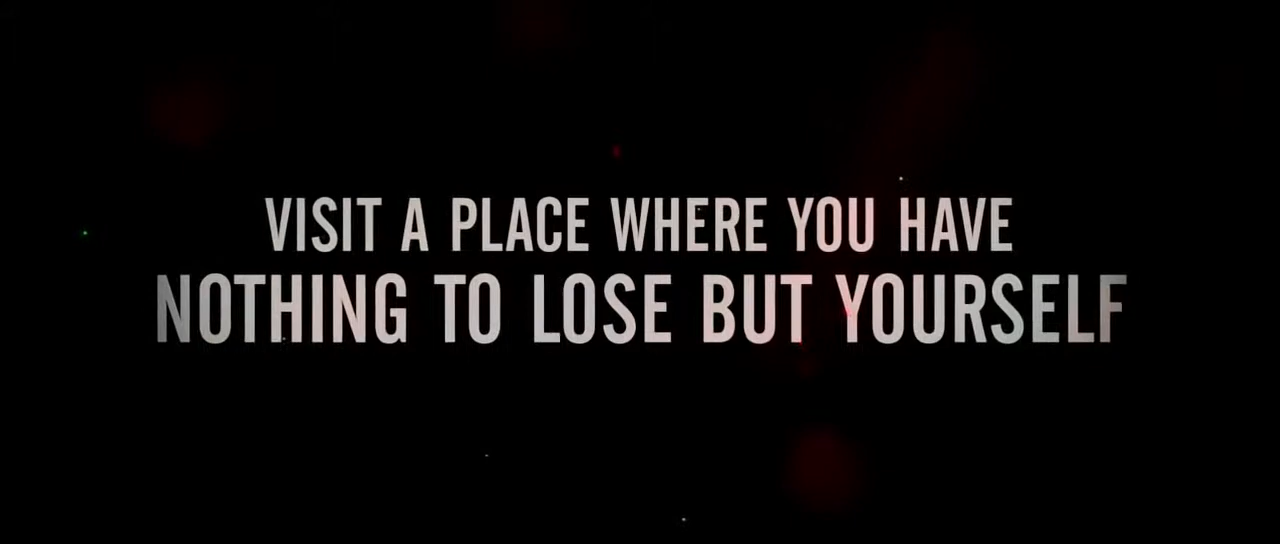 VISIT A PLACE WHERE YOU HAVE
NOTHING TO LOSE BUT YOURSELF